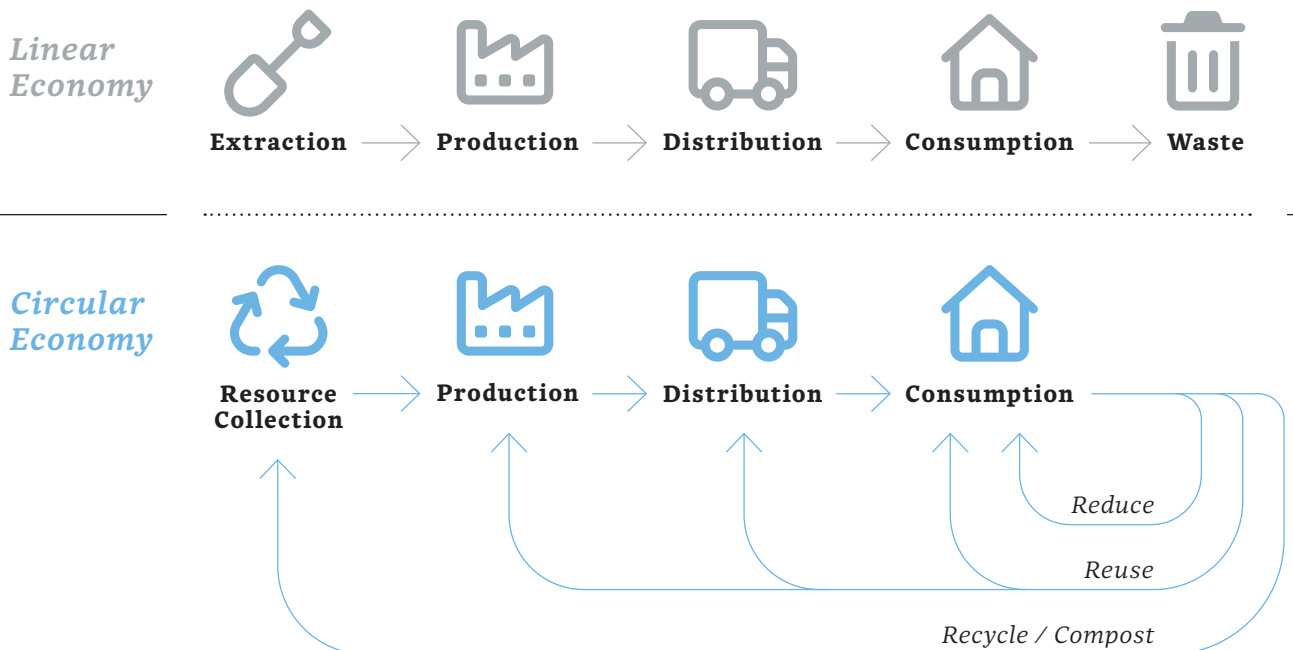 Linear
Economy
Extraction
Production
Distribution
Consumption
Waste
Circular
Economy
Resource
Collection
Production
Distribution
Consumption
Reduce
Reuse
Recycle / Compost